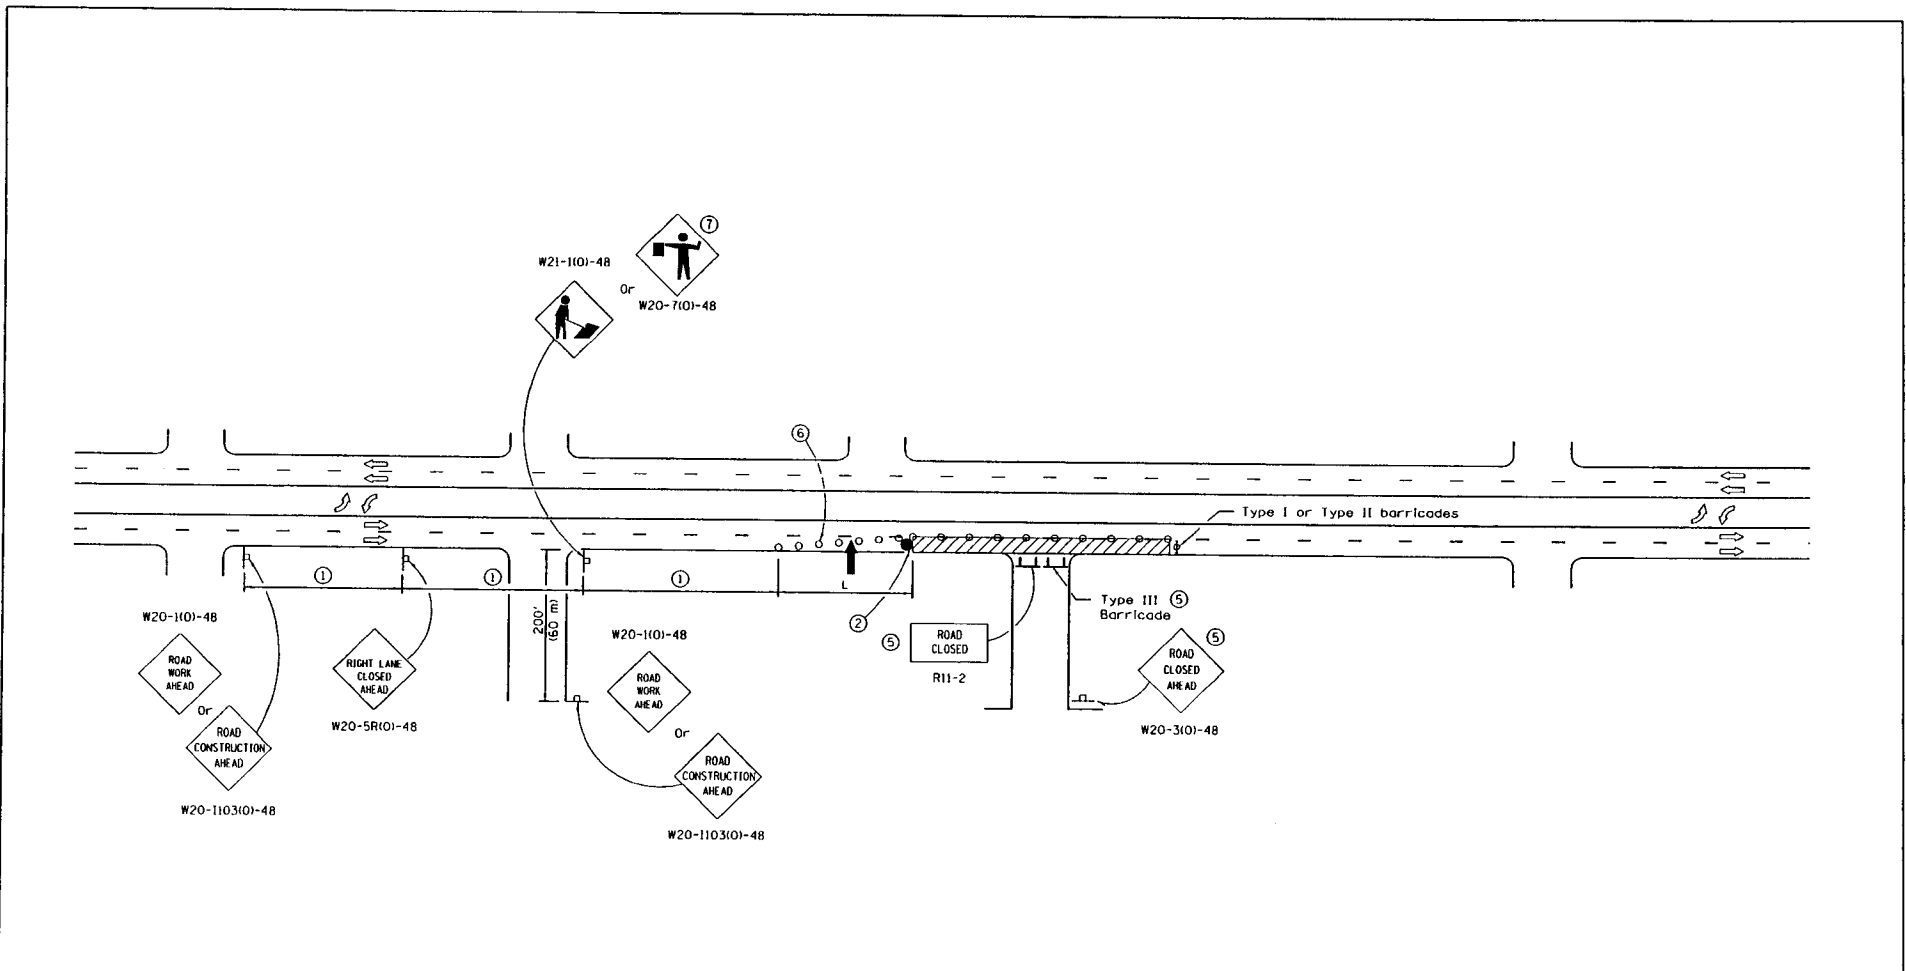 ⑦
W21-1(O)-48
Or
W20-7(O)-48
⑥
Type I or Type II barricades
①
①
①
L
200'
(60 m)
②
⑤
Type III ⑤
Barricade
W20-1(O)-48
ROAD
WORK
AHEAD
Or
ROAD
CONSTRUCTION
AHEAD
W20-1103(O)-48
RIGHT LANE
CLOSED
AHEAD
W20-5R(O)-48
W20-1(O)-48
ROAD
WORK
AHEAD
Or
ROAD
CONSTRUCTION
AHEAD
W20-1103(O)-48
ROAD
CLOSED
R11-2
⑤
ROAD
CLOSED
AHEAD
W20-3(O)-48